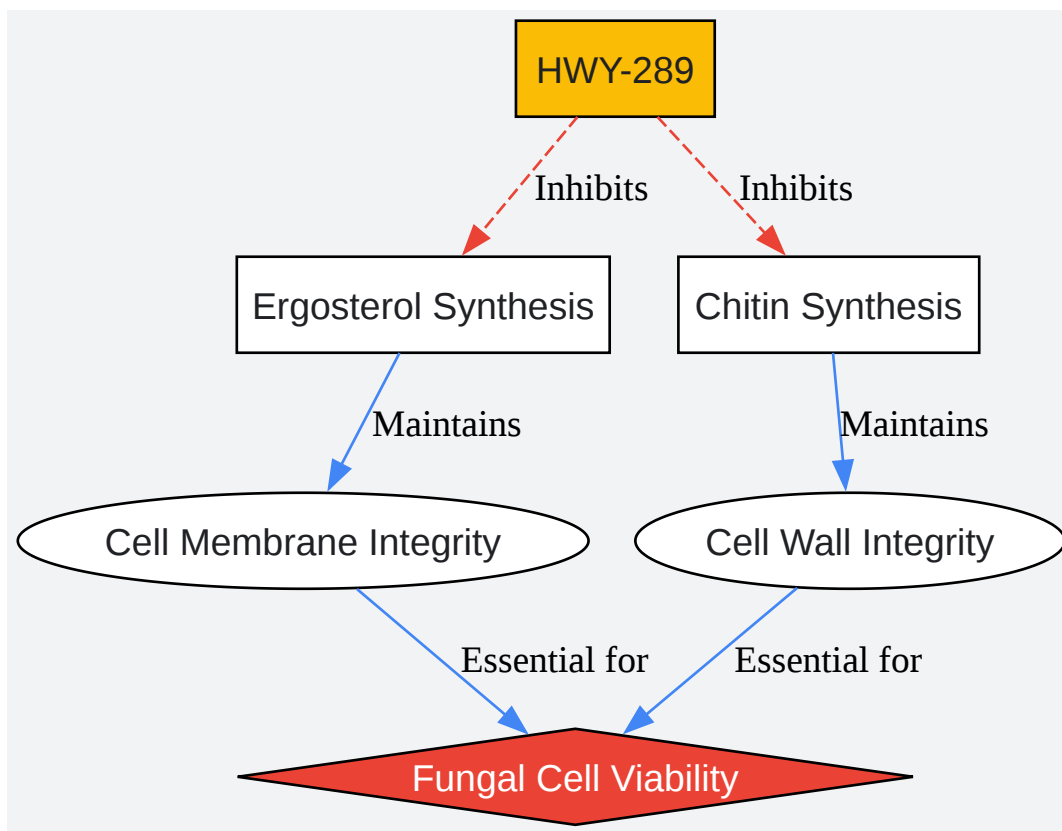 HWY-289
Inhibits
Inhibits
Ergosterol Synthesis
Chitin Synthesis
Maintains
Maintains
Cell Membrane Integrity
Cell Wall Integrity
Essential for
Essential for
Fungal Cell Viability